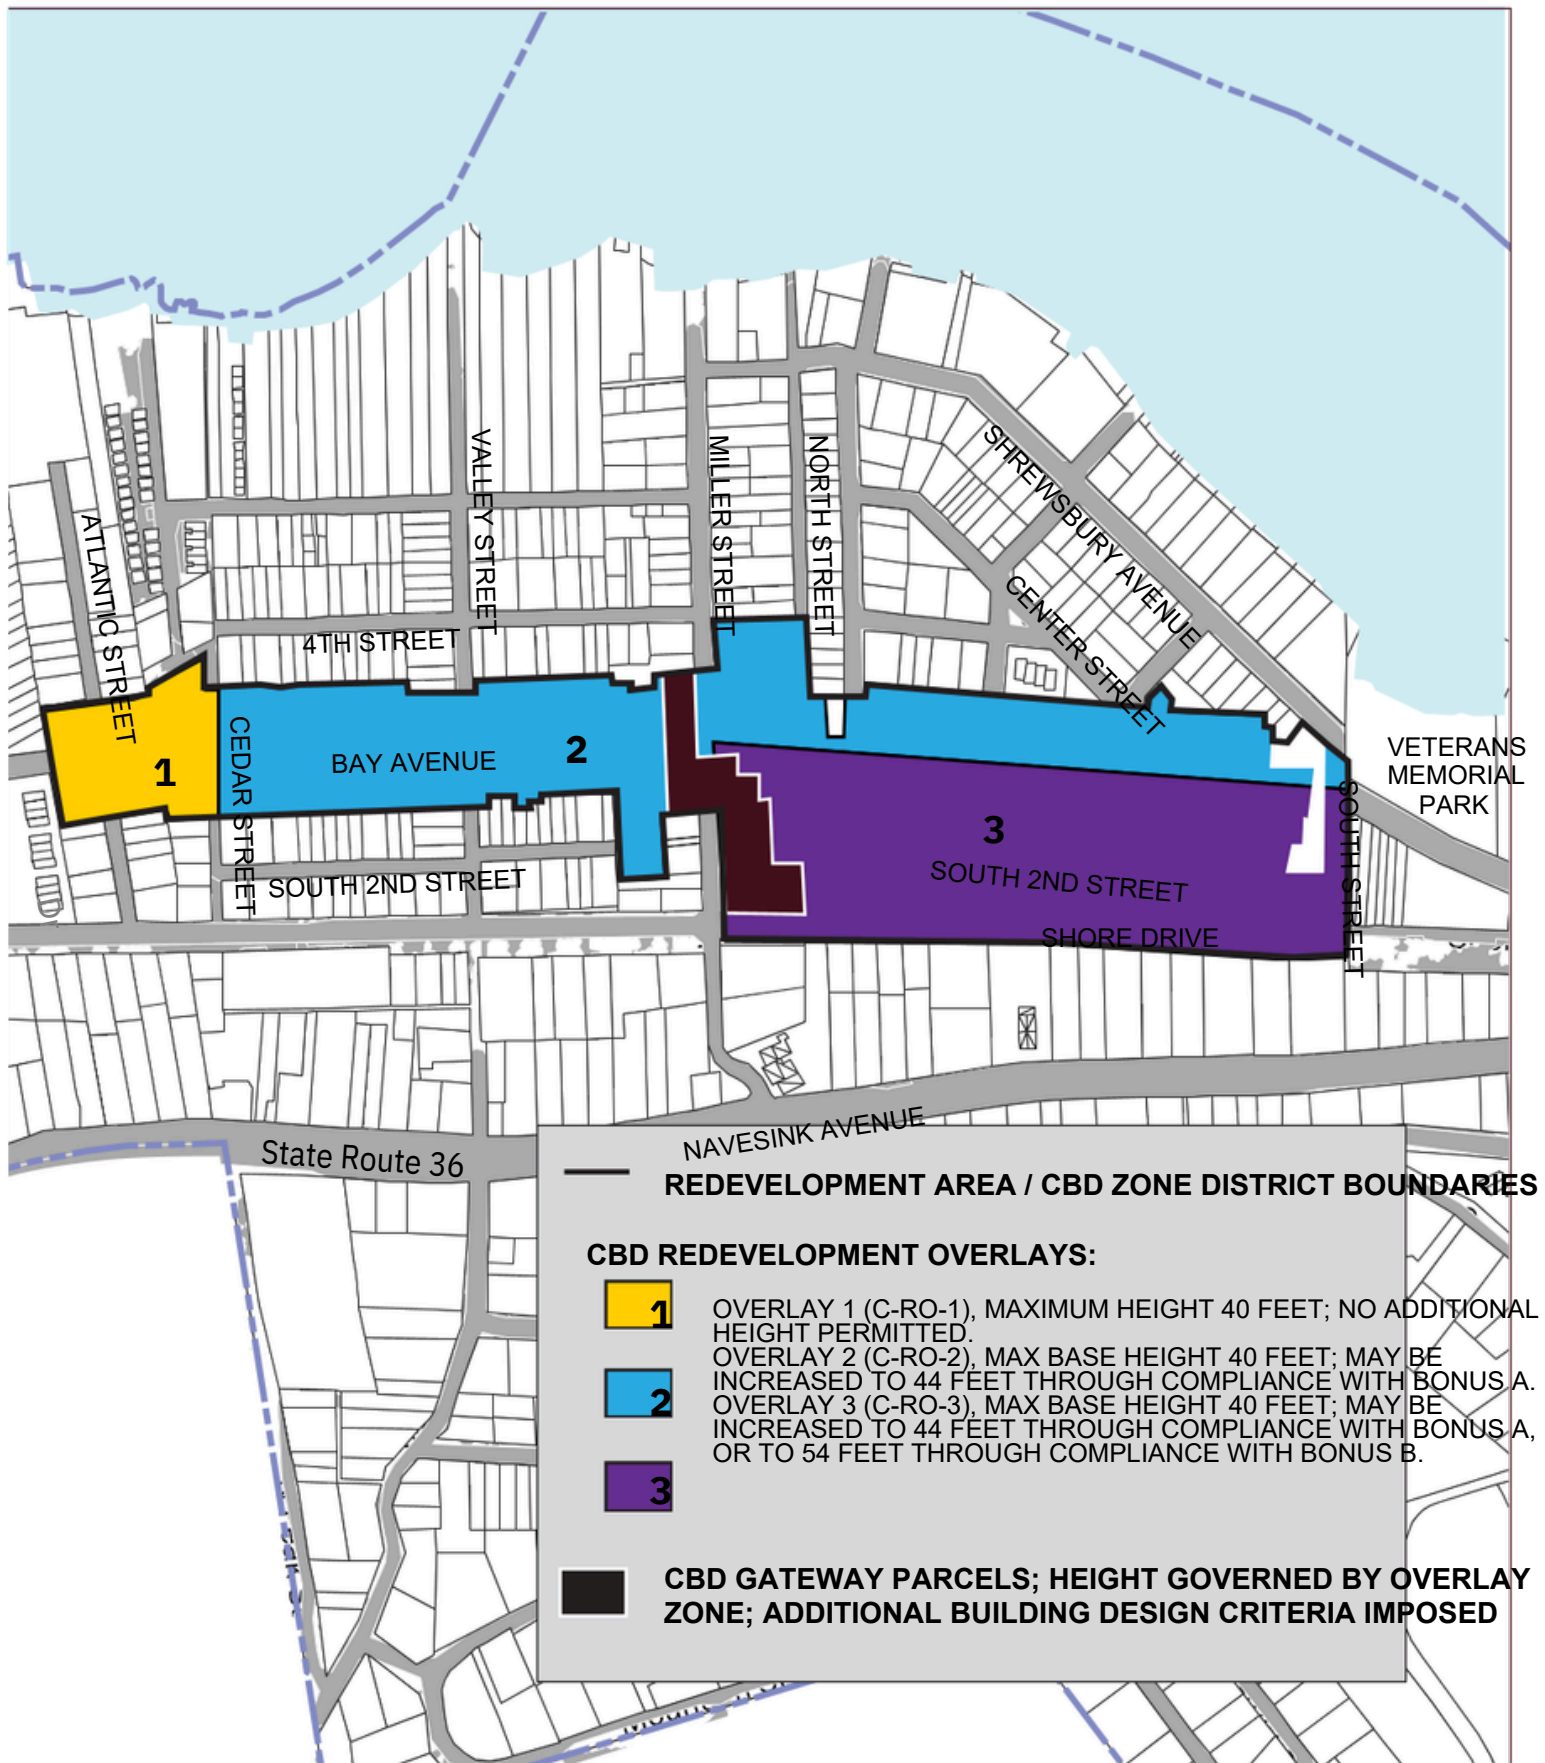 VALLEY STREET
MILLER STREET
NORTH STREET
SHREWSBURY AVENUE
ATLANTIC STREET
CENTER STREET
4TH STREET
CEDAR STREET
BAY AVENUE
1
2
3
VETERANS
MEMORIAL
PARK
SOUTH STREET
SOUTH 2ND STREET
SOUTH 2ND STREET
SHORE DRIVE
NAVESINK AVENUE
State Route 36
REDEVELOPMENT AREA / CBD ZONE DISTRICT BOUNDARIES
CBD REDEVELOPMENT OVERLAYS:
1
OVERLAY 1 (C-RO-1), MAXIMUM HEIGHT 40 FEET; NO ADDITIONAL
HEIGHT PERMITTED.
2
OVERLAY 2 (C-RO-2), MAX BASE HEIGHT 40 FEET; MAY BE
INCREASED TO 44 FEET THROUGH COMPLIANCE WITH BONUS A.
3
OVERLAY 3 (C-RO-3), MAX BASE HEIGHT 40 FEET; MAY BE
INCREASED TO 44 FEET THROUGH COMPLIANCE WITH BONUS A,
OR TO 54 FEET THROUGH COMPLIANCE WITH BONUS B.
CBD GATEWAY PARCELS; HEIGHT GOVERNED BY OVERLAY
ZONE; ADDITIONAL BUILDING DESIGN CRITERIA IMPOSED